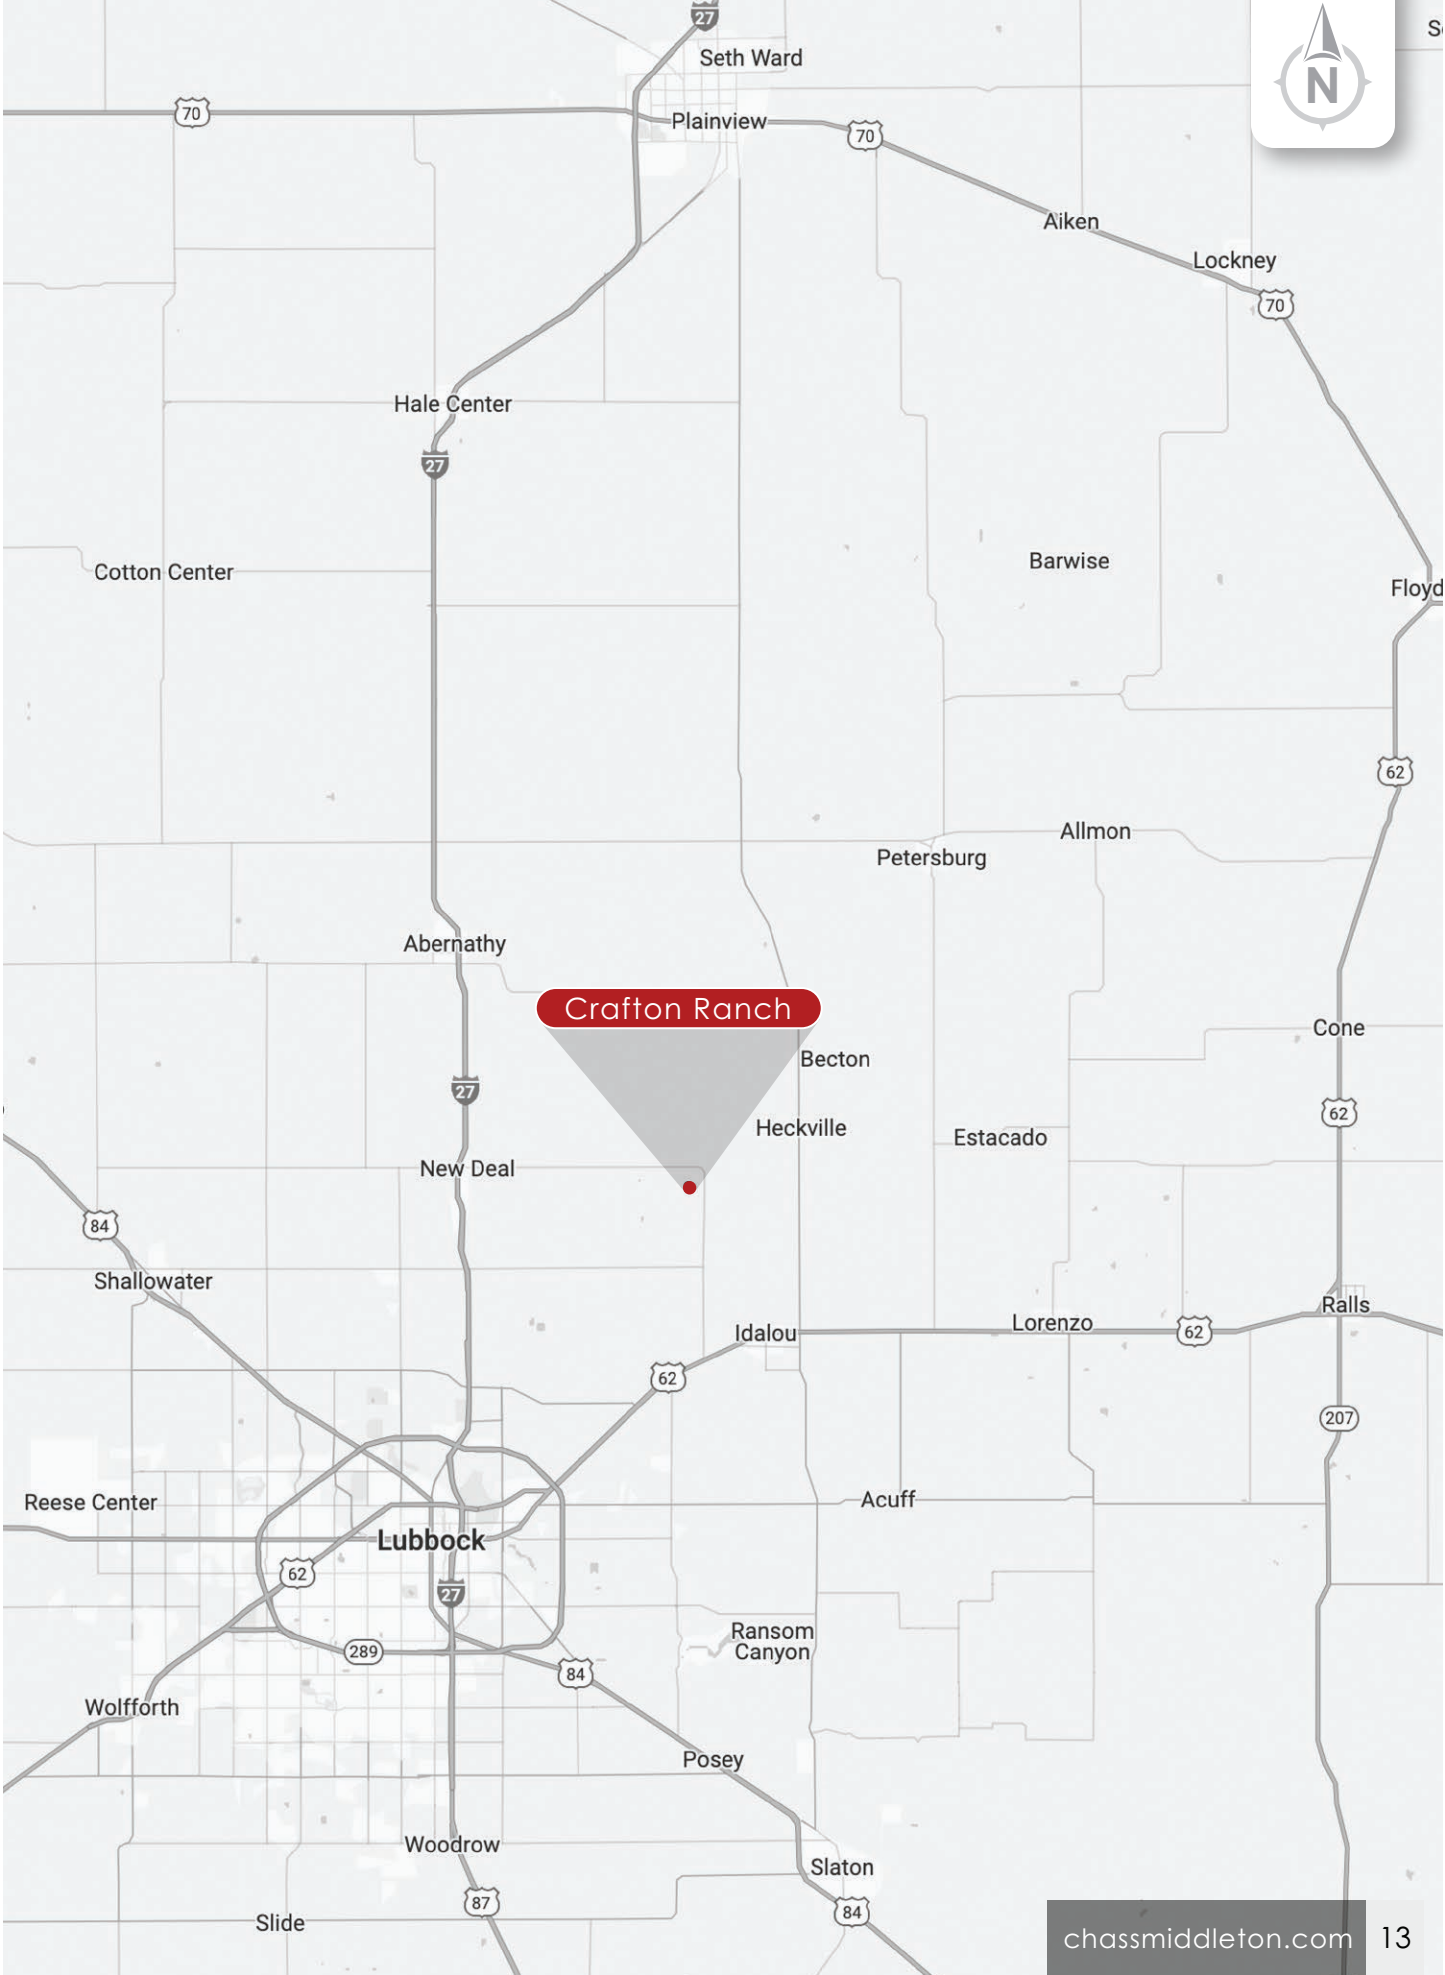 27
Seth Ward
N
70
Plainview
70
Aiken
Lockney
70
Hale Center
27
Barwise
Cotton Center
Floyd
62
Allmon
Petersburg
Abernathy
Crafton Ranch
Cone
Becton
27
62
Heckville
Estacado
New Deal
84
Shallowater
Ralls
Lorenzo
Idalou
62
62
207
Acuff
Reese Center
Lubbock
62
27
Ransom
Canyon
289
84
Wolfforth
Posey
Woodrow
Slaton
87
84
Slide
chassmiddleton.com
13